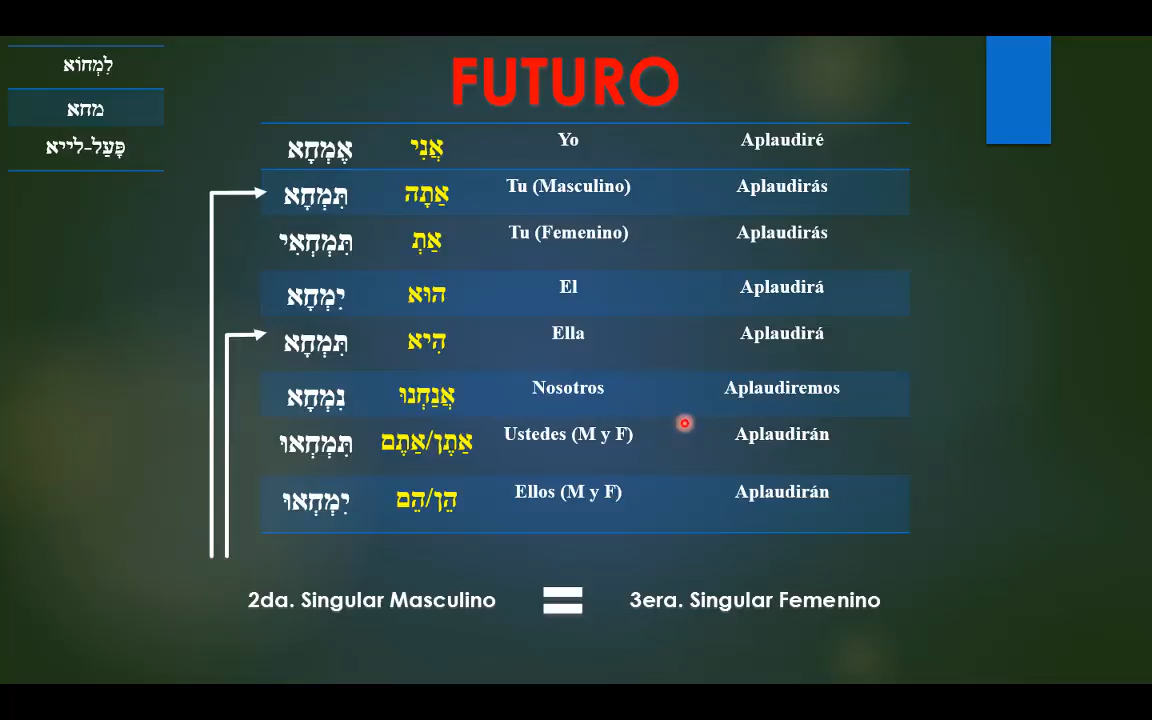 לִמְחוֹא
מחא
פָּעַל-לייא
FUTURO
אֶמְחָא אֲנִי Yo Aplaudiré
תִּמְחָא אַתָה Tu (Masculino) Aplaudirás
תִּמְחְאִי אַתְ Tu (Femenino) Aplaudirás
יִמְחָא הוּא El Aplaudirá
תִּמְחָא הִיא Ella Aplaudirá
נִמְחָא אֲנַחְנוּ Nosotros Aplaudiremos
תִּמְחְאוּ אַתֶן/אַתֶם Ustedes (M y F) Aplaudirán
יִמְחְאוּ הֵן/הֵם Ellos (M y F) Aplaudirán
2da. Singular Masculino = 3era. Singular Femenino